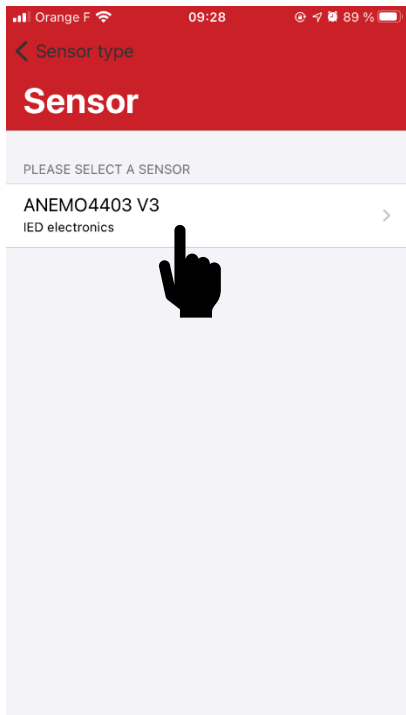 Orange F 09:28 89 %
Sensor type
Sensor
PLEASE SELECT A SENSOR
ANEMO4403 V3
IED electronics